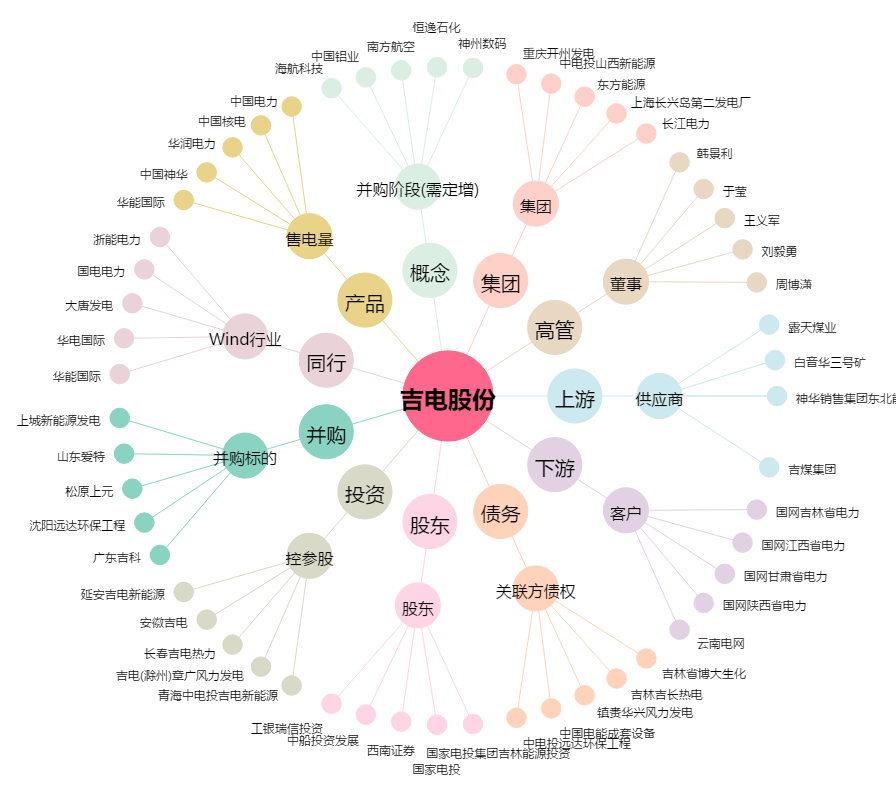 吉电股份
概念
并购阶段(需定增)
海航科技
中国铝业
南方航空
恒逸石化
神州数码
集团
集团
重庆开州发电
中电投山西新能源
东方能源
上海长兴岛第二发电厂
长江电力
高管
董事
韩景利
于莹
王义军
刘毅勇
周博潇
上游
供应商
露天煤业
白音华三号矿
神华销售集团东北能
吉煤集团
下游
客户
国网吉林省电力
国网江西省电力
国网甘肃省电力
国网陕西省电力
云南电网
债务
关联方债权
吉林省博大生化
吉林吉长热电
镇赉华兴风力发电
中国电能成套设备
中电投远达环保工程
股东
股东
国家电投集团吉林能源投资
国家电投
西南证券
中船投资发展
工银瑞信投资
投资
控参股
青海中电投吉电新能源
吉电(滁州)章广风力发电
长春吉电热力
安徽吉电
延安吉电新能源
并购
并购标的
广东吉科
沈阳远达环保工程
松原上元
山东爱特
上城新能源发电
同行
Wind行业
华能国际
华电国际
大唐发电
国电电力
浙能电力
产品
售电量
华能国际
中国神华
华润电力
中国核电
中国电力